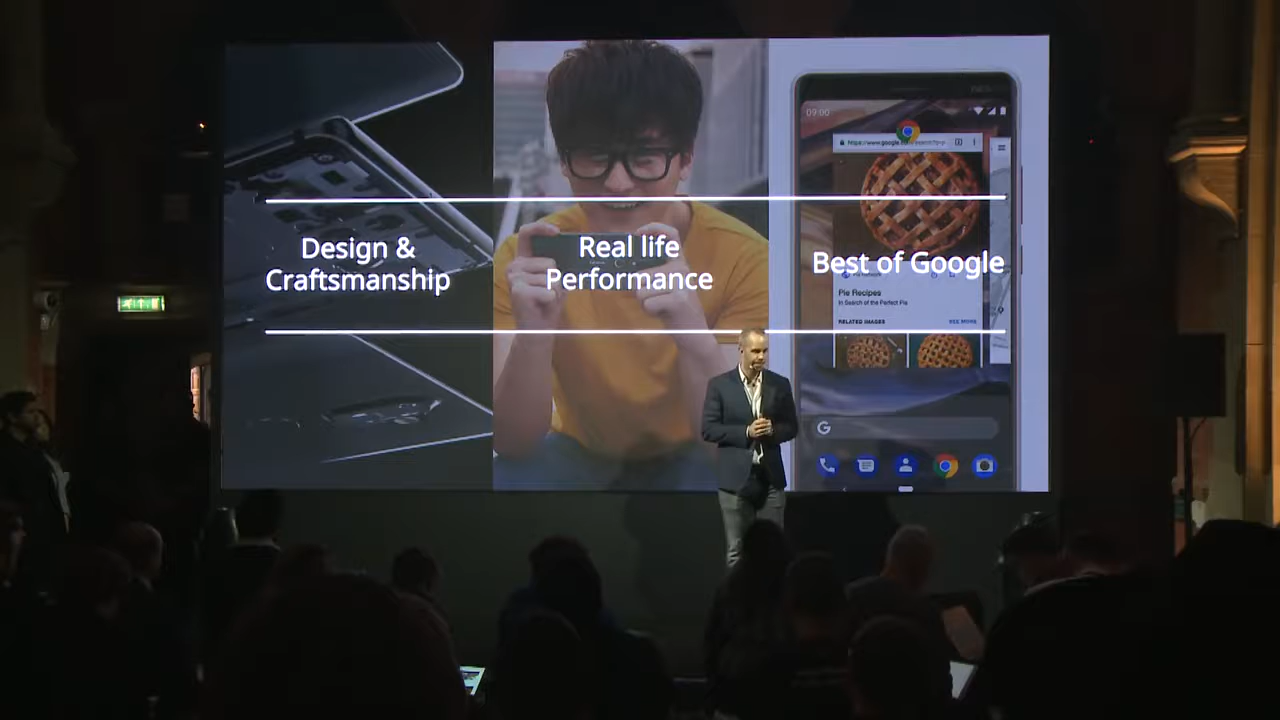 Design &
Craftsmanship
Real life
Performance
Best of Google
09:00
Pie Recipes
In Search of the Perfect Pie
RELATED IMAGES
SEE MORE
G